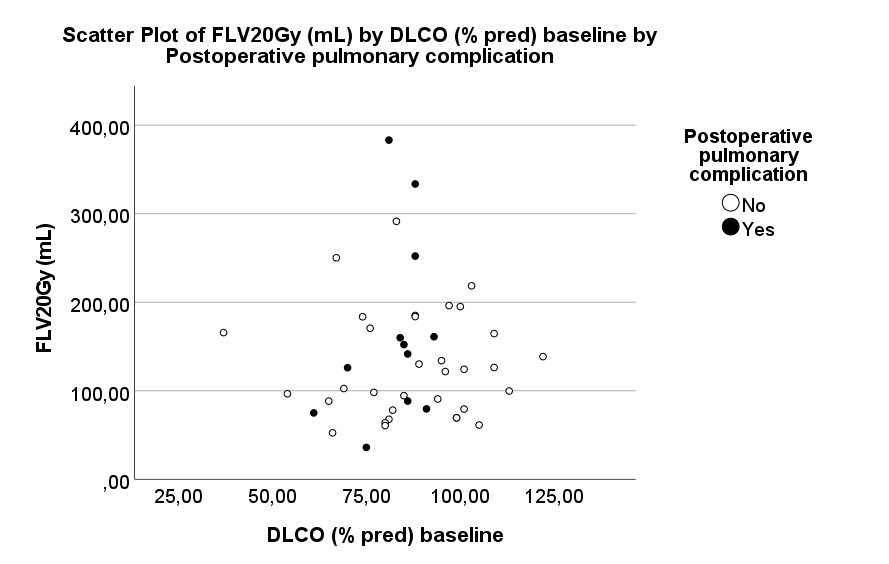 Scatter Plot of FLV20Gy (mL) by DLCO (% pred) baseline by
Postoperative pulmonary complication
400,00
300,00
200,00
100,00
,00
FLV20Gy (mL)
25,00 50,00 75,00 100,00 125,00
DLCO (% pred) baseline
Postoperative
pulmonary
complication
No
Yes